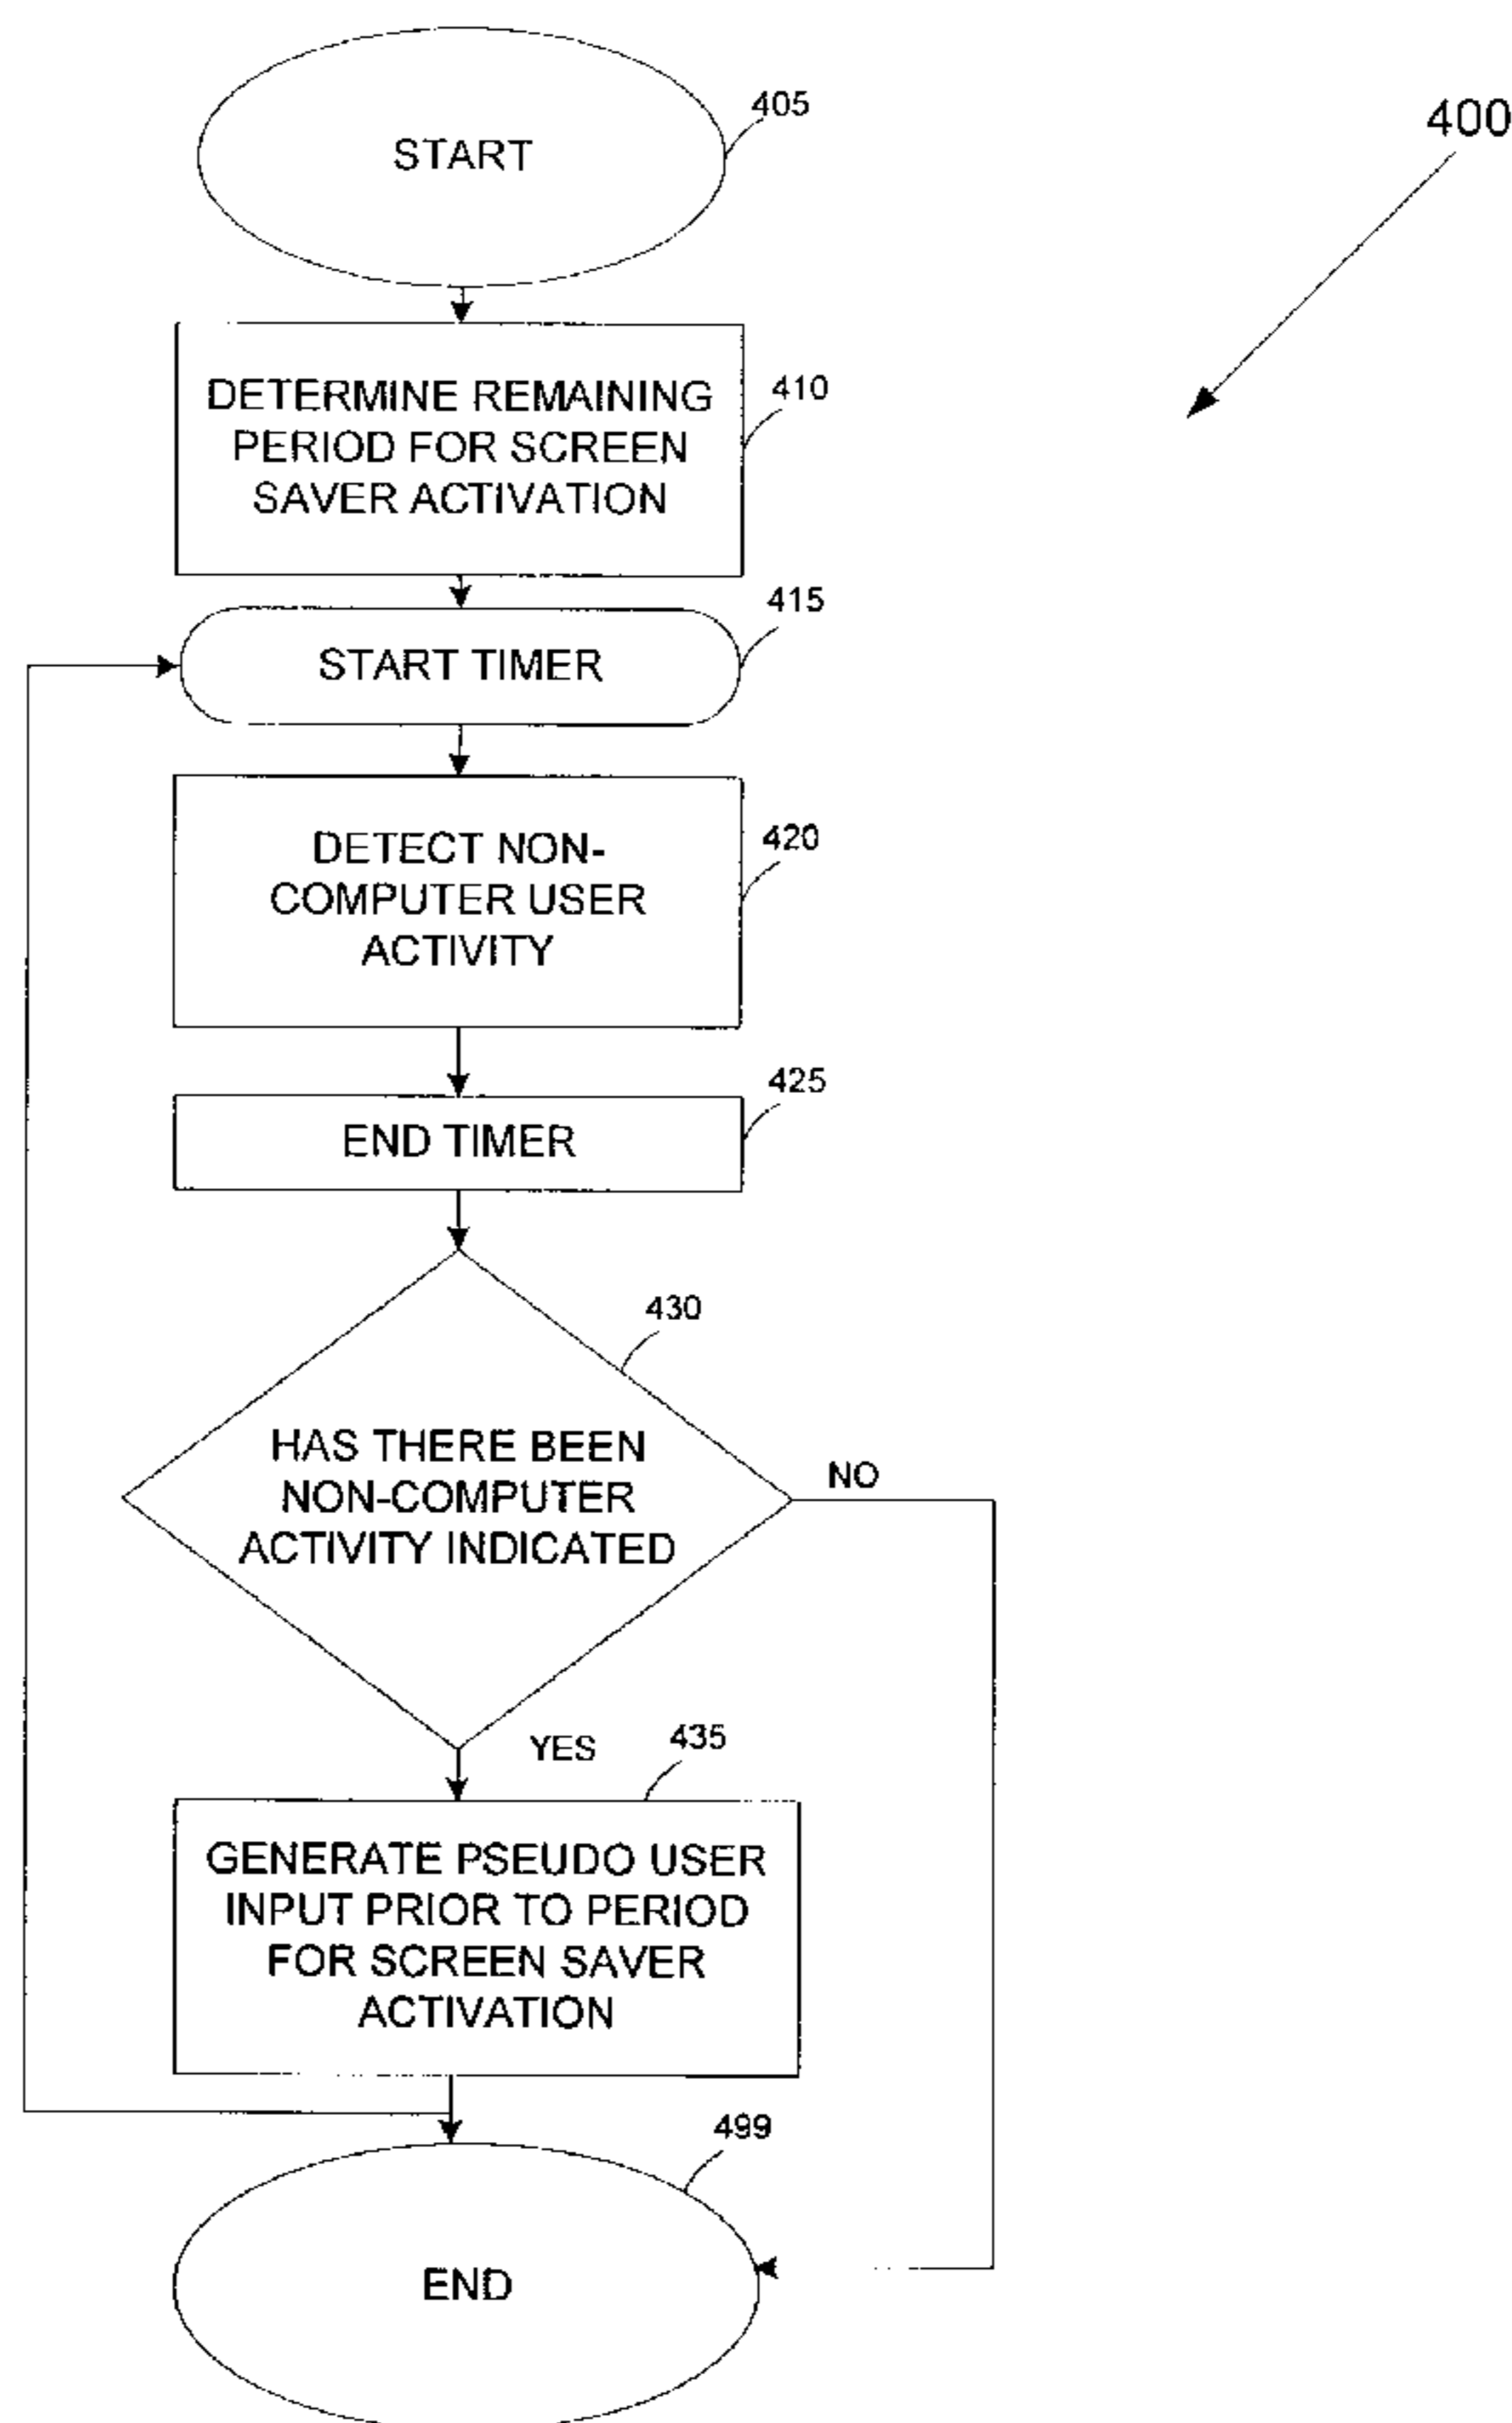 START
405
400
DETERMINE REMAINING
PERIOD FOR SCREEN
SAVER ACTIVATION
410
START TIMER
415
DETECT NON-
COMPUTER USER
ACTIVITY
420
END TIMER
425
HAS THERE BEEN
NON-COMPUTER
ACTIVITY INDICATED
430
NO
YES
GENERATE PSEUDO USER
INPUT PRIOR TO PERIOD
FOR SCREEN SAVER
ACTIVATION
435
END
499